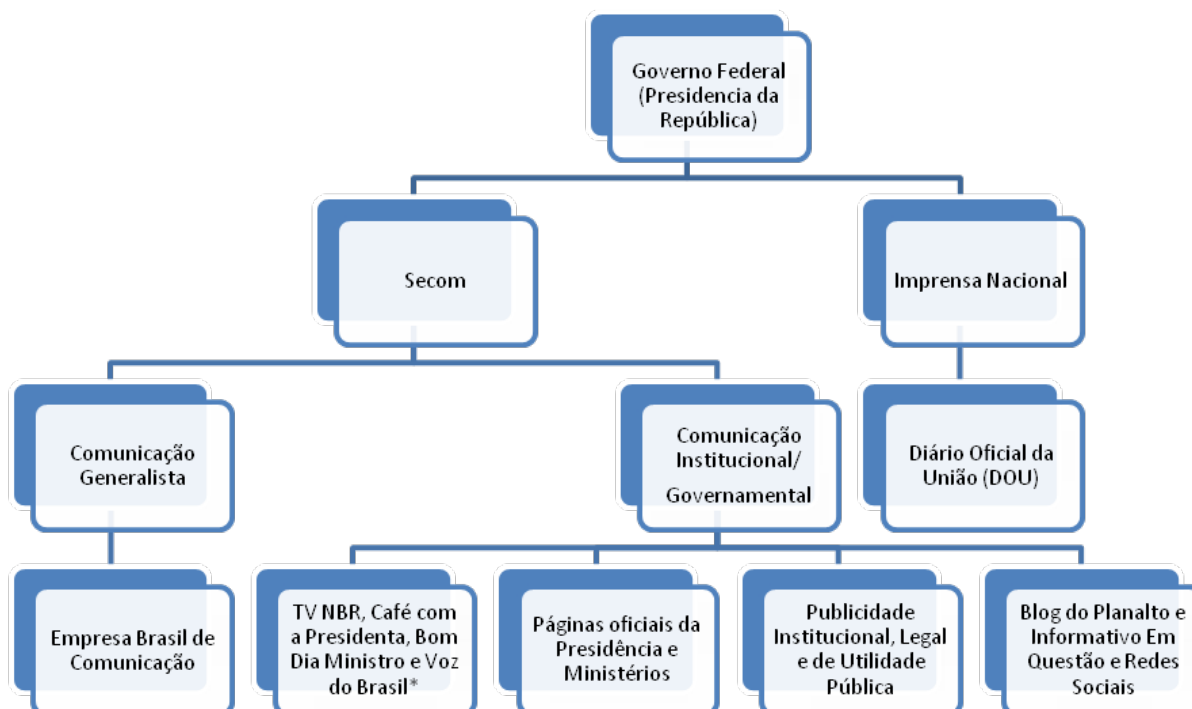 Governo Federal
(Presidencia da
República)
Secom
Imprensa Nacional
Comunicação
Generalista
Comunicação
Institucional/
Governamental
Diário Oficial da
União (DOU)
Empresa Brasil de
Comunicação
TV NBR, Café com
a Presidenta, Bom
Dia Ministro e Voz
do Brasil*
Páginas oficiais da
Presidência e
Ministérios
Publicidade
Institucional, Legal
e de Utilidade
Pública
Blog do Planalto e
Informativo Em
Questão e Redes
Sociais